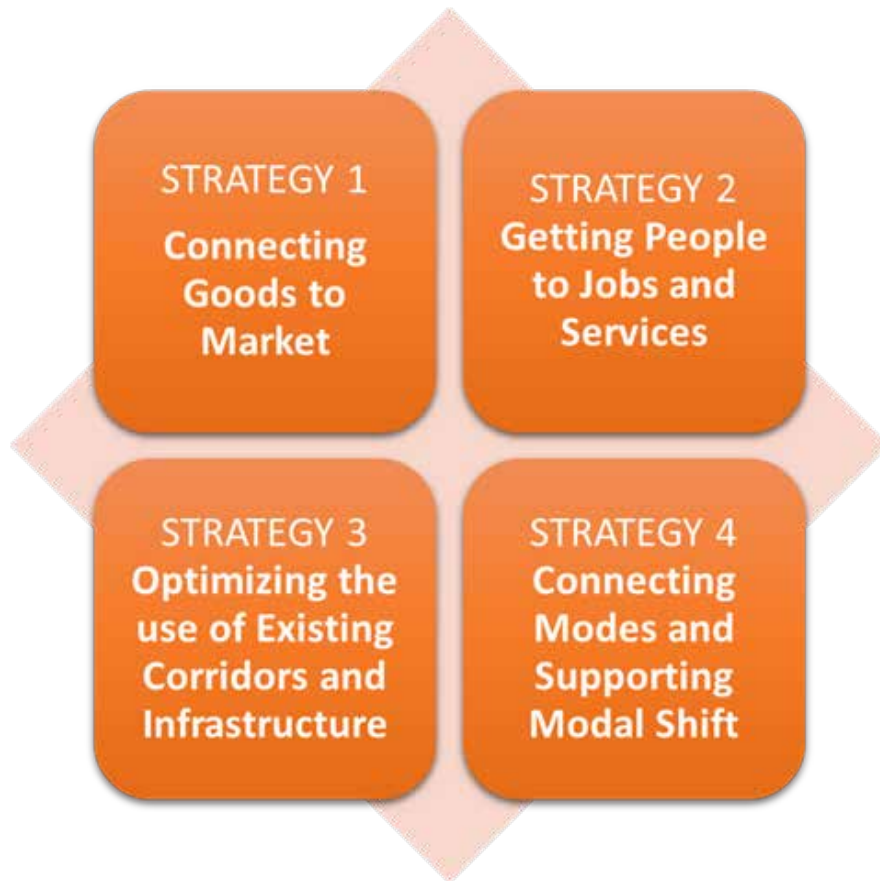 STRATEGY 1
Connecting
Goods to
Market
STRATEGY 2
Getting People
to Jobs and
Services
STRATEGY 3
Optimizing the
use of Existing
Corridors and
Infrastructure
STRATEGY 4
Connecting
Modes and
Supporting
Modal Shift